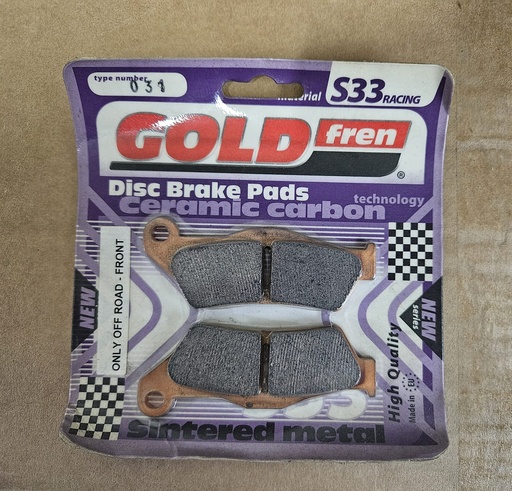 type number
031
material S33 RACING
GOLD fren ®
Disc Brake Pads
Ceramic carbon technology
NEW
ONLY OFF ROAD - FRONT
NEW
series
High Quality
Made in EU
Sintered metal